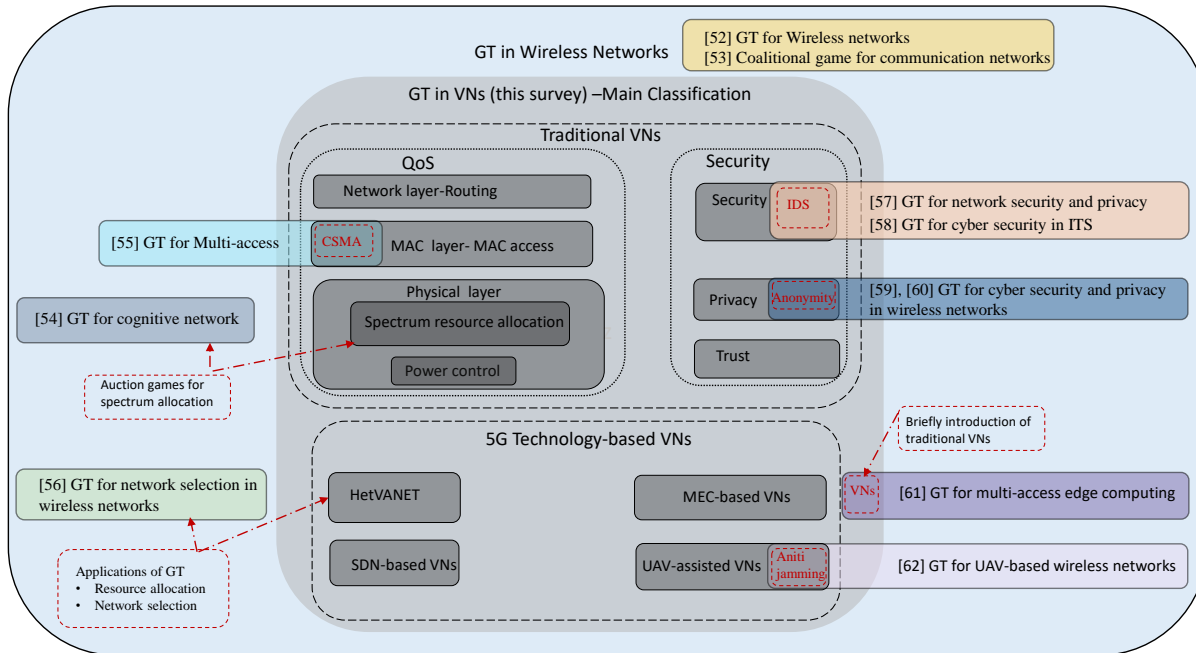 GT in Wireless Networks
[52] GT for Wireless networks
[53] Coalitional game for communication networks
GT in VNs (this survey) –Main Classification
Traditional VNs
QoS
Network layer-Routing
[55] GT for Multi-access
CSMA
MAC layer- MAC access
Physical layer
Spectrum resource allocation
Power control
[54] GT for cognitive network
Auction games for
spectrum allocation
Security
Security
IDS
[57] GT for network security and privacy
[58] GT for cyber security in ITS
Privacy
Anonymity
[59], [60] GT for cyber security and privacy
in wireless networks
Trust
Briefly introduction of
traditional VNs
5G Technology-based VNs
[56] GT for network selection in
wireless networks
HetVANET
MEC-based VNs
VNs
[61] GT for multi-access edge computing
SDN-based VNs
UAV-assisted VNs
Aniti
jamming
[62] GT for UAV-based wireless networks
Applications of GT
• Resource allocation
• Network selection